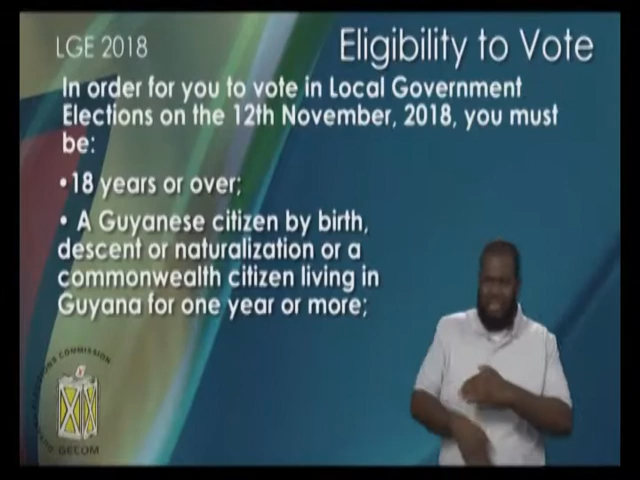 LGE 2018
Eligibility to Vote
In order for you to vote in Local Government
Elections on the 12th November, 2018, you must
be:
•18 years or over;
• A Guyanese citizen by birth,
descent or naturalization or a
commonwealth citizen living in
Guyana for one year or more;
COMMISSION
GECOM